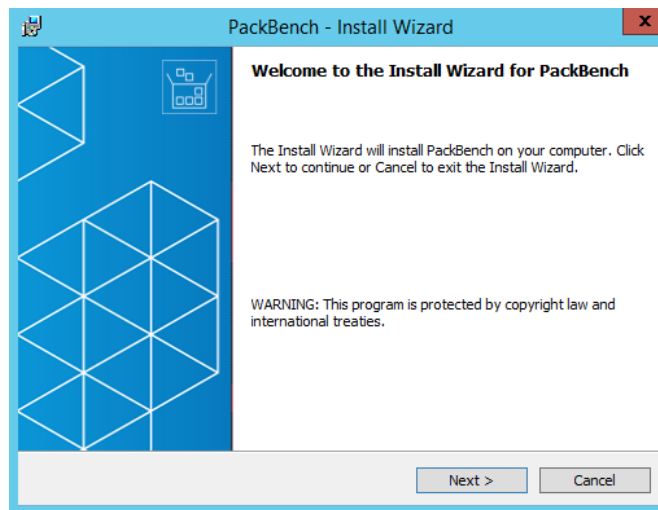 PackBench - Install Wizard
x
Welcome to the Install Wizard for PackBench
The Install Wizard will install PackBench on your computer. Click
Next to continue or Cancel to exit the Install Wizard.
WARNING: This program is protected by copyright law and
international treaties.
Next >
Cancel